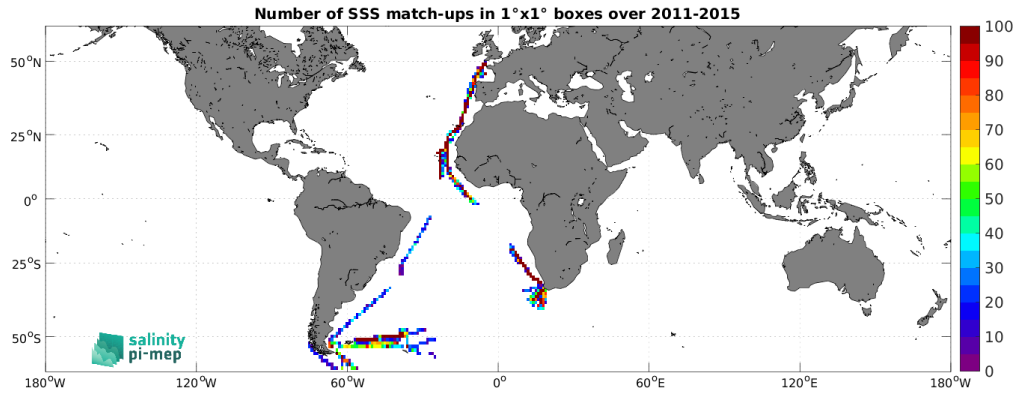 Number of SSS match-ups in 1°x1° boxes over 2011-2015
50°N
25°N
0°
25°S
50°S
180°W
120°W
60°W
0°
60°E
120°E
180°W
100
90
80
70
60
50
40
30
20
10
0
salinity
pi-mep